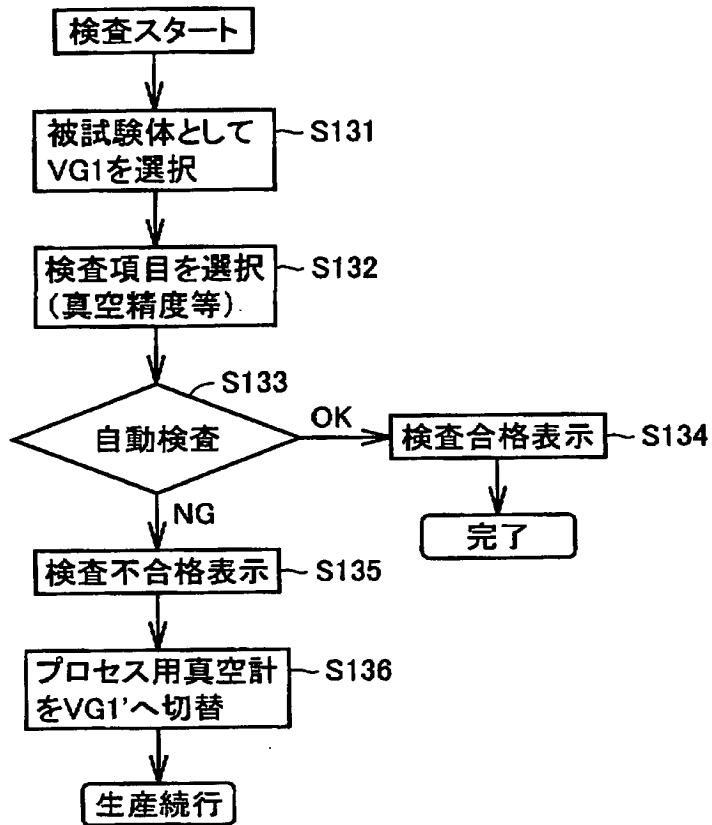 検査スタート
被試験体として
VG1を選択
S131
検査項目を選択
(真空精度等)
S132
S133
自動検査
OK
検査合格表示
S134
完了
NG
検査不合格表示
S135
プロセス用真空計
をVG1'へ切替
S136
生産続行